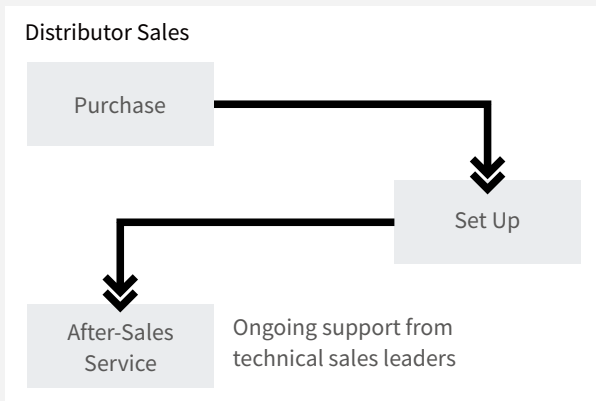 Distributor Sales
Purchase
Set Up
After-Sales
Service
Ongoing support from
technical sales leaders